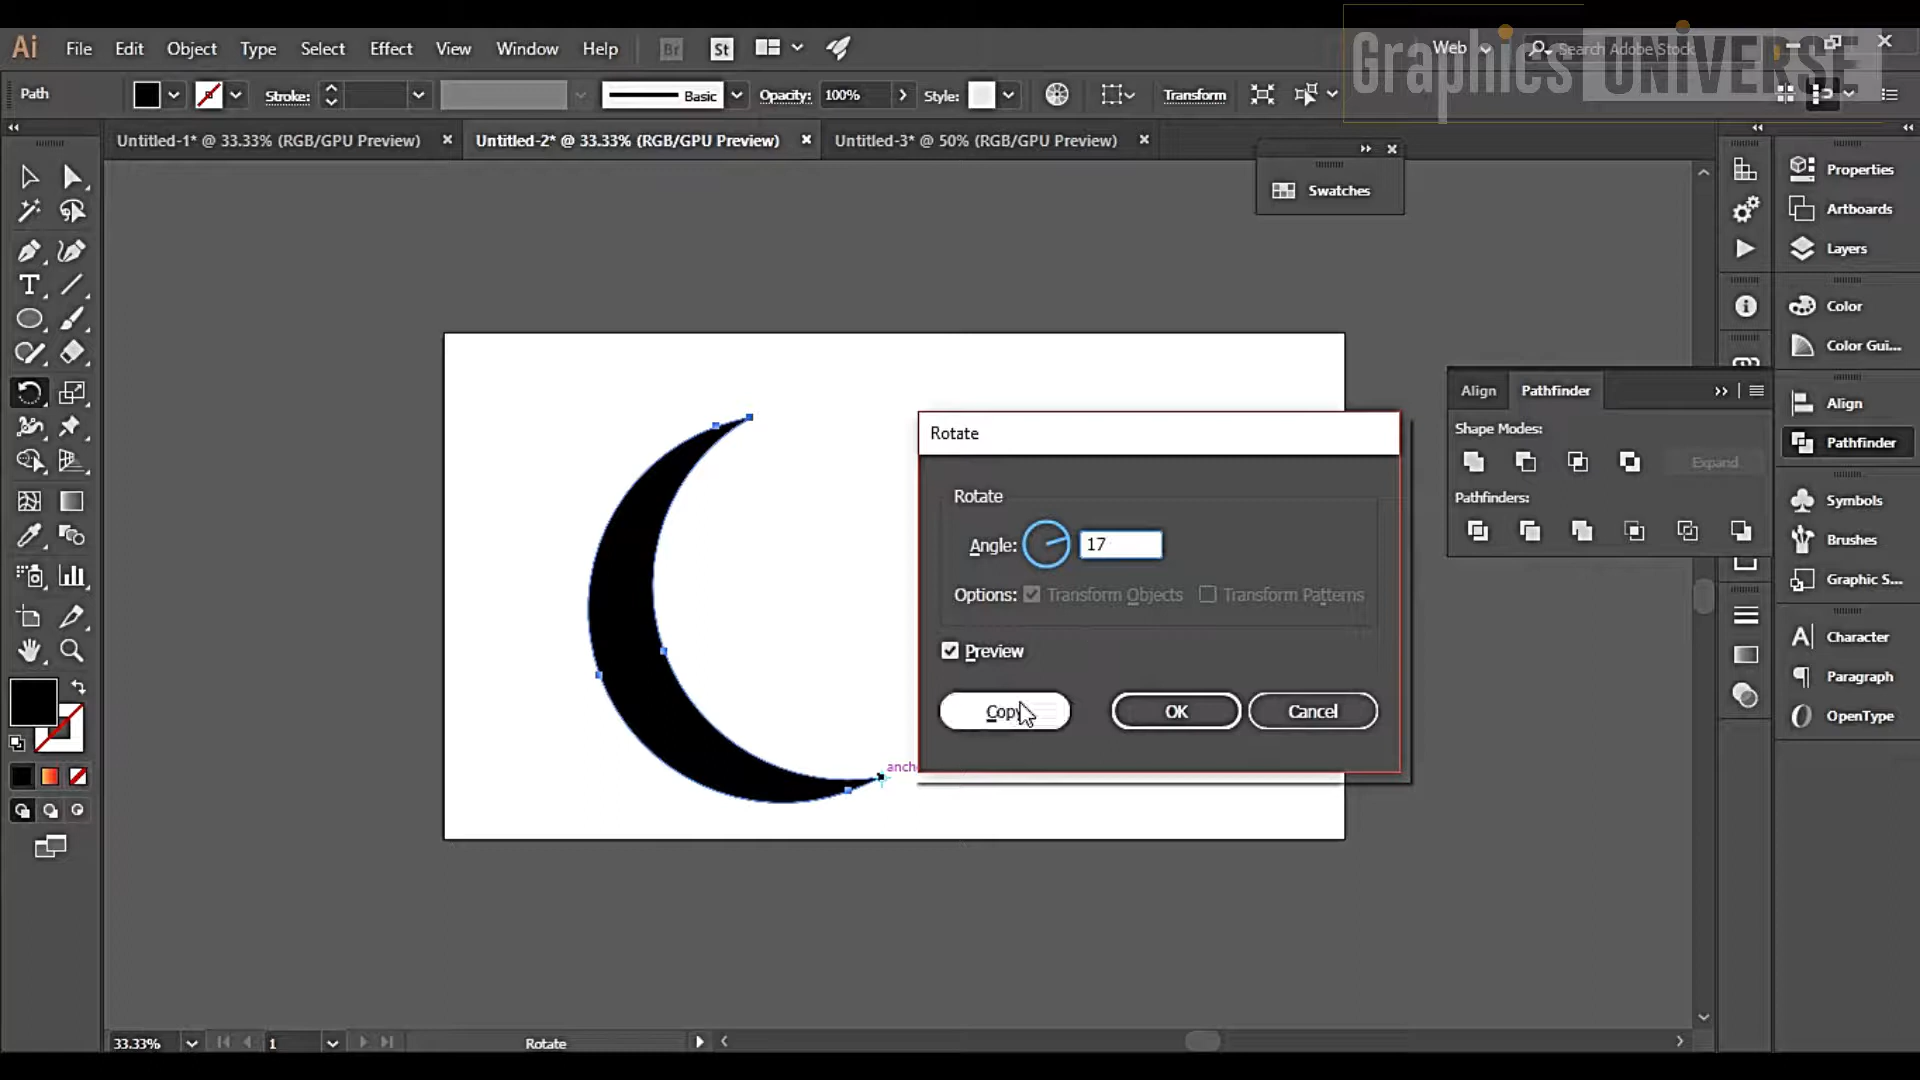 Graphics UNiVERSE
Ai File Edit Object Type Select Effect View Window Help Br St Web Search Adobe Stock
Path Stroke: Basic Opacity: 100% Style: Transform
Untitled-1* @ 33.33% (RGB/GPU Preview) Untitled-2* @ 33.33% (RGB/GPU Preview) Untitled-3* @ 50% (RGB/GPU Preview)
Swatches
Properties
Artboards
Layers
Color
Color Gui...
Align
Pathfinder
Symbols
Brushes
Graphic S...
Character
Paragraph
OpenType
Align Pathfinder
Shape Modes:
Expand
Pathfinders:
Rotate
Rotate
Angle: 17
Options: Transform Objects Transform Patterns
Preview
Copy OK Cancel
ancho
33.33% 1 Rotate